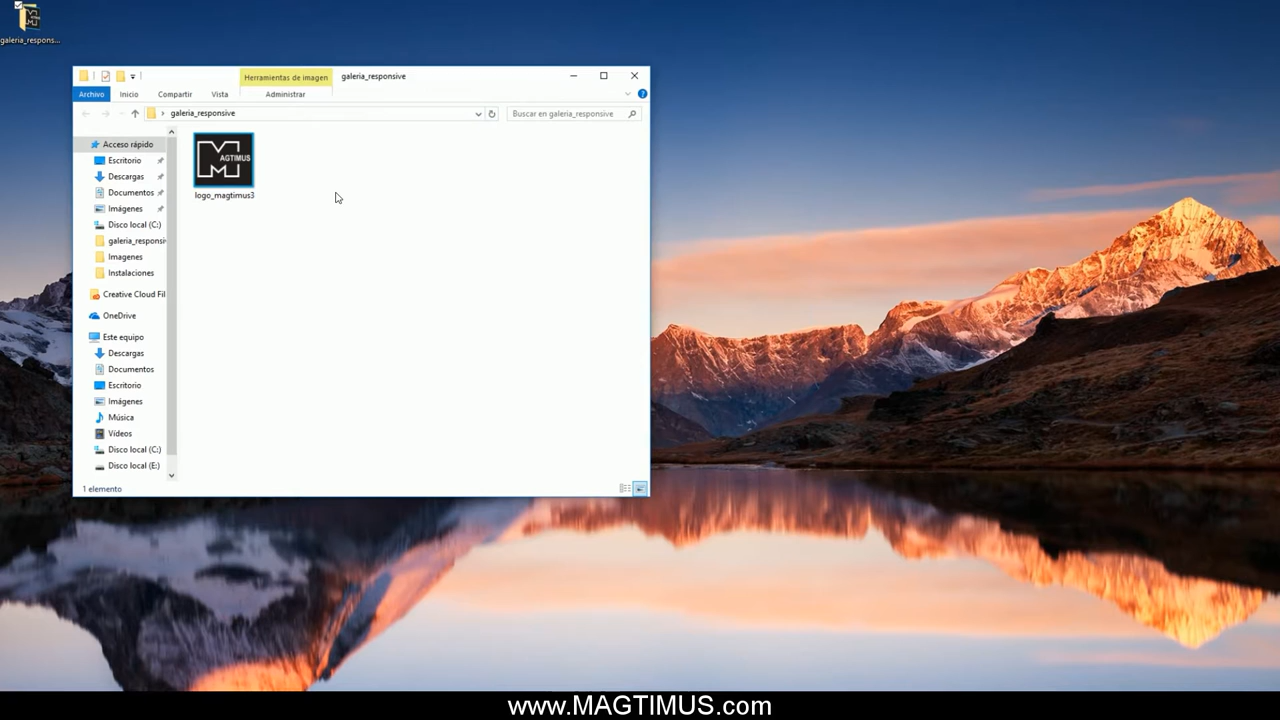 galeria_respons...
Herramientas de imagen
galeria_responsive
Archivo
Inicio
Compartir
Vista
Administrar
galeria_responsive
Buscar en galeria_responsive
Acceso rápido
Escritorio
Descargas
Documentos
Imágenes
Disco local (C:)
galeria_responsi
Imagenes
Instalaciones
Creative Cloud Fil
OneDrive
Este equipo
Descargas
Documentos
Escritorio
Imágenes
Música
Vídeos
Disco local (C:)
Disco local (E:)
MAGTIMUS
logo_magtimus3
1 elemento
www.MAGTIMUS.com